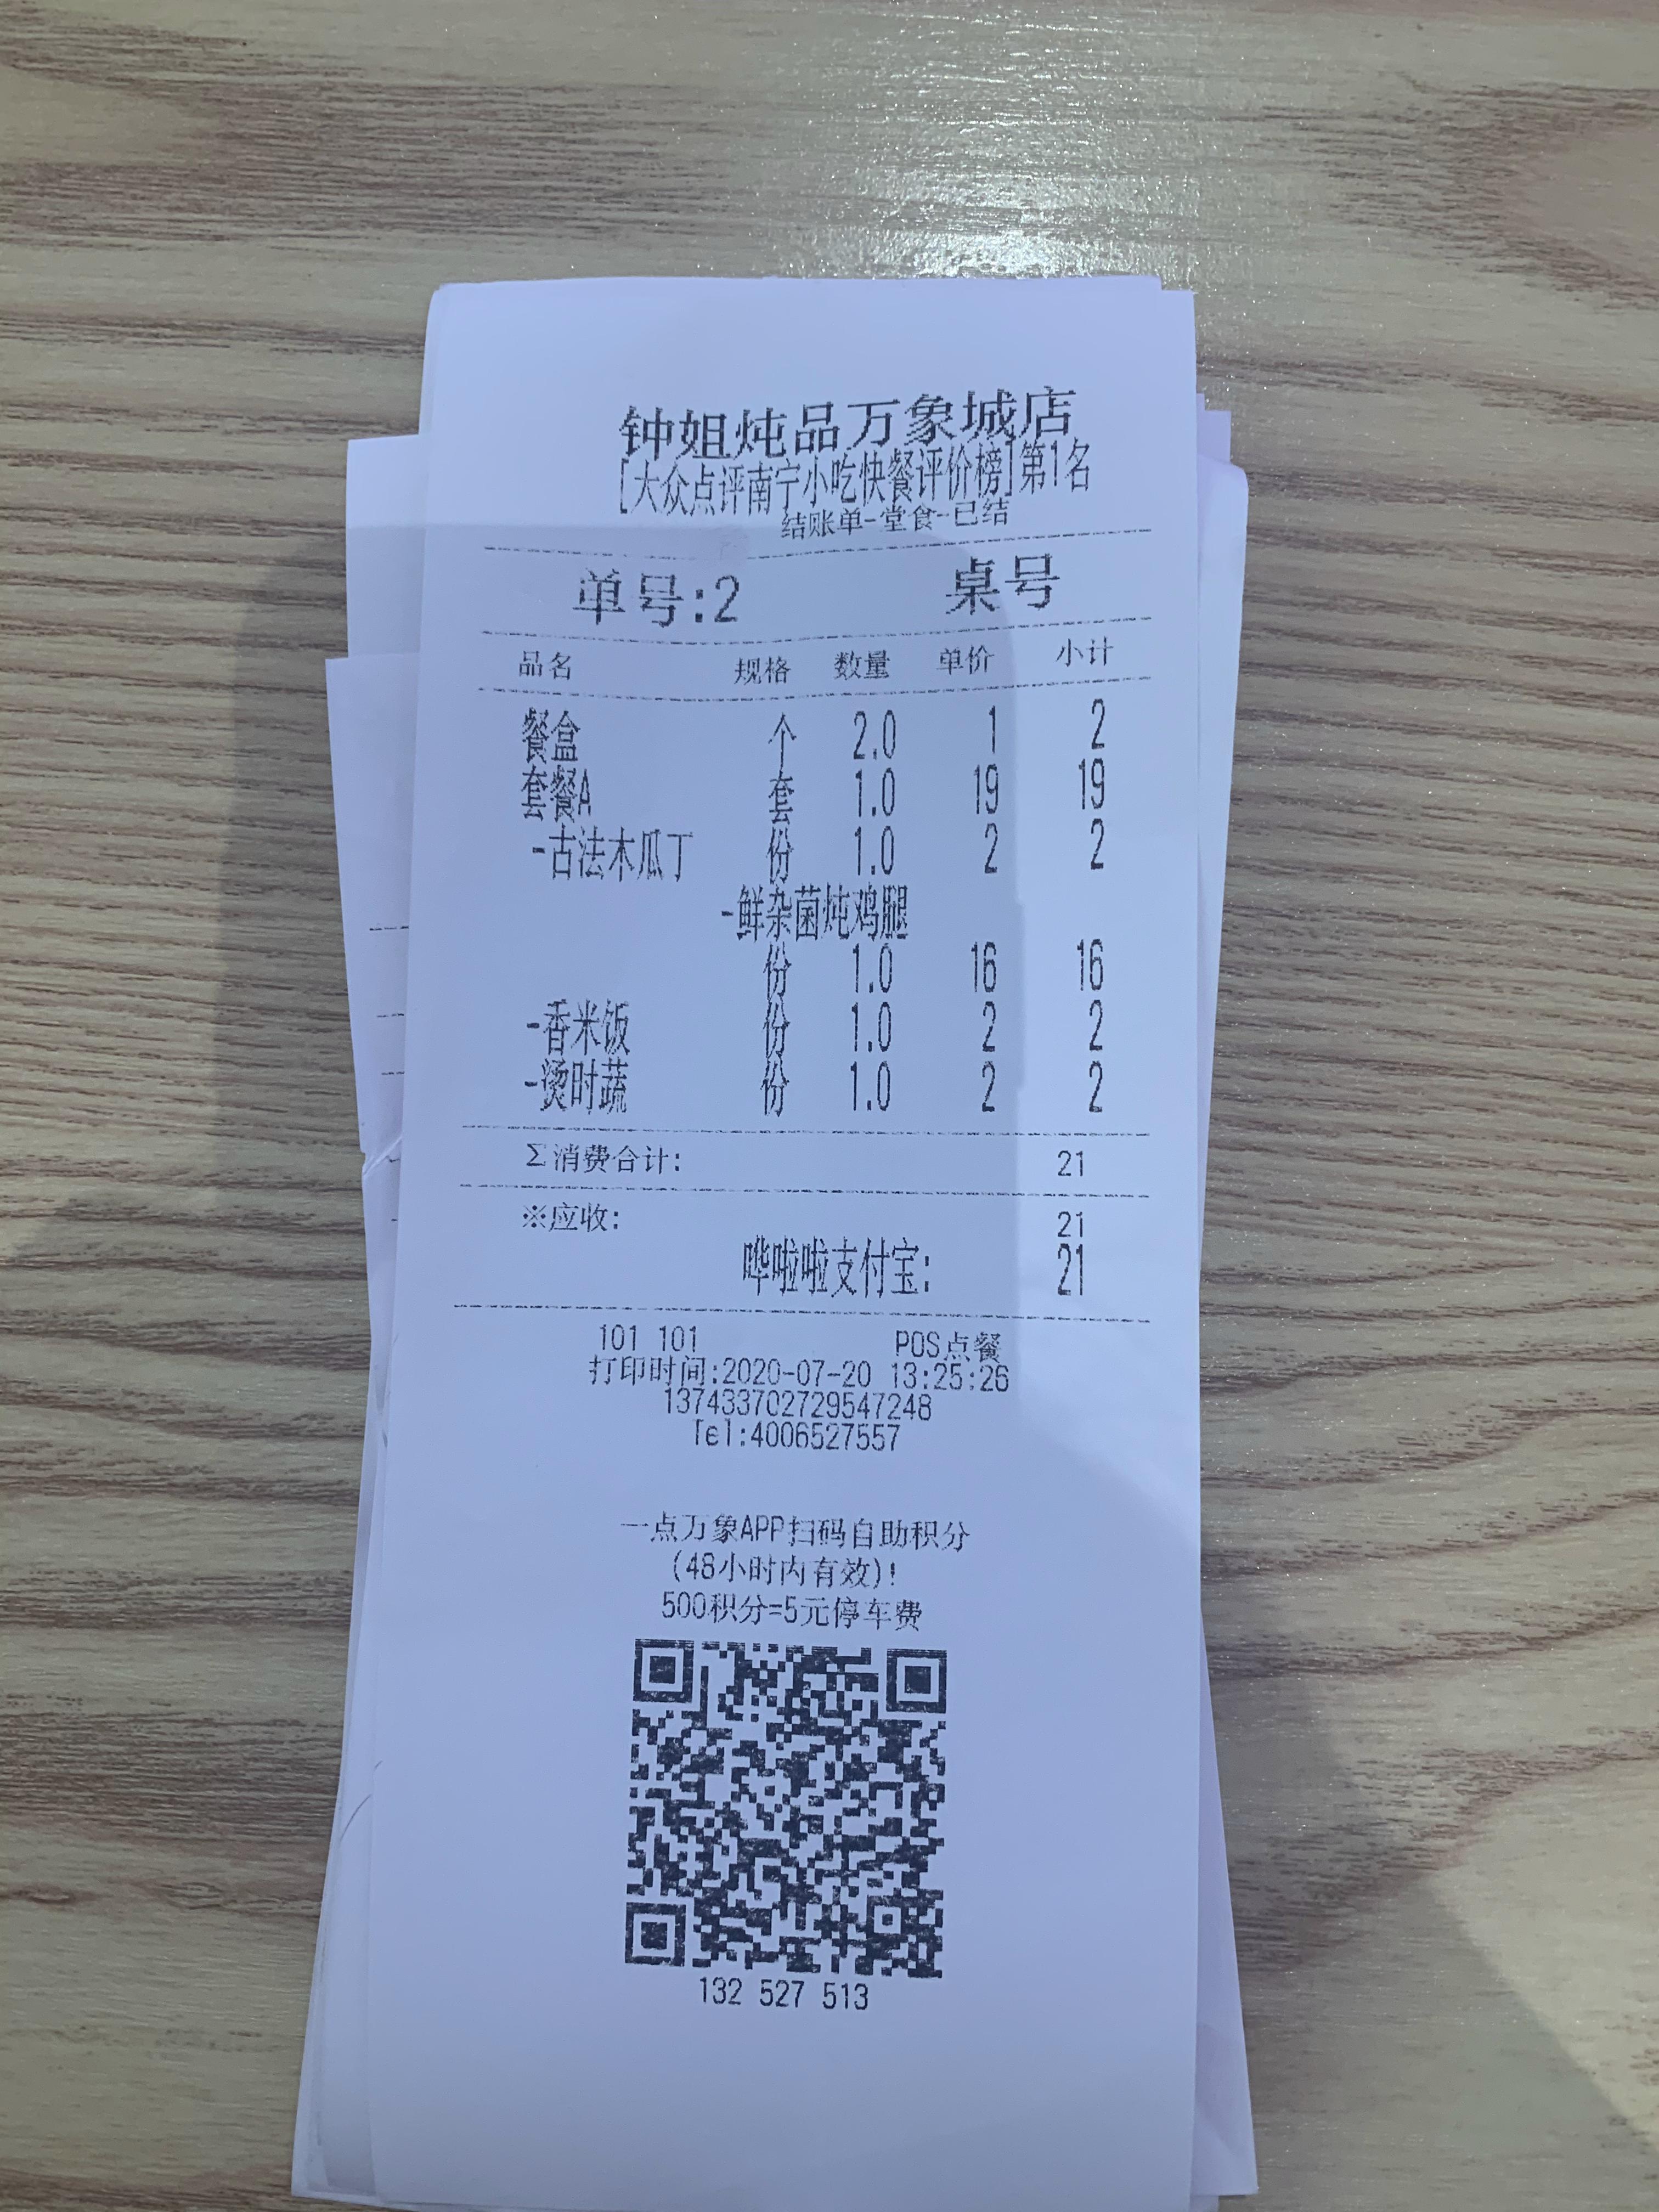 钟姐炖品万象城店
[大众点评南宁小吃快餐评价榜]第1名
结账单-堂食-已结
单号:2 桌号
品名 规格 数量 单价 小计
餐盒 个 2.0 1 2
套餐A 套 1.0 19 19
-古法木瓜丁 份 1.0 2 2
-鲜杂菌炖鸡腿
份 1.0 16 16
-香米饭 份 1.0 2 2
-烫时蔬 份 1.0 2 2
Σ消费合计: 21
※应收: 21
哗啦啦支付宝: 21
101 101 POS点餐
打印时间:2020-07-20 13:25:26
137433702729547248
Tel:4006527557
一点万象APP扫码自助积分
(48小时内有效)!
500积分=5元停车费
132 527 513